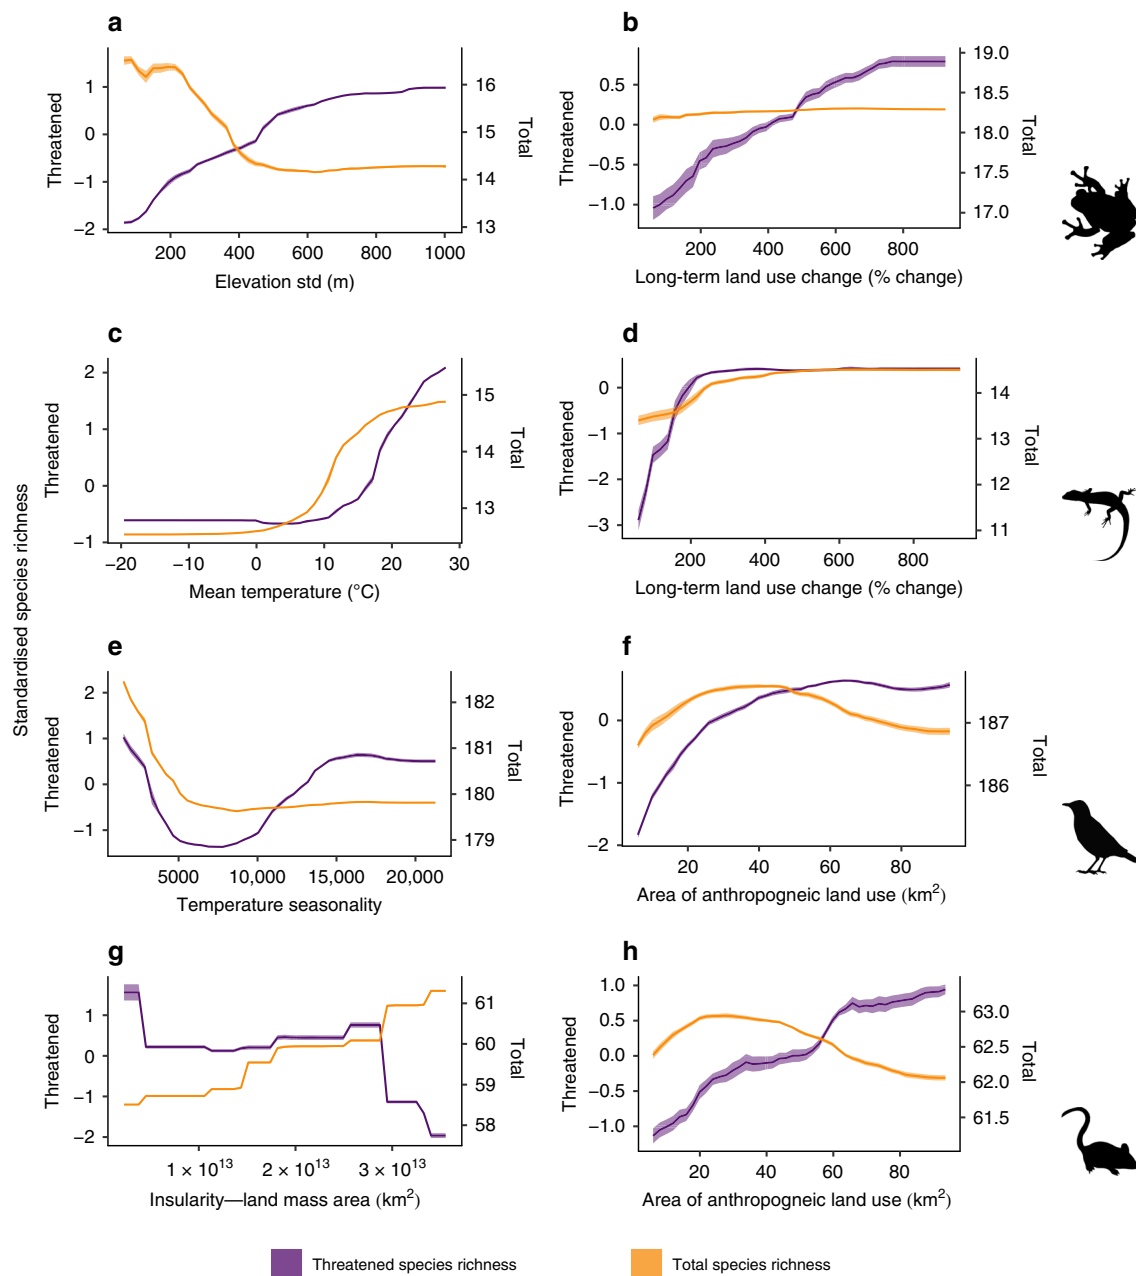 a
b
Threatened
1
0
−1
−2
16
15
14
13
Total
200
400
600
800
1000
Elevation std (m)
Threatened
0.5
0.0
−0.5
−1.0
19.0
18.5
18.0
17.5
17.0
Total
200
400
600
800
Long-term land use change (% change)
c
d
Threatened
2
1
0
−1
15
14
13
Total
−20
−10
0
10
20
30
Mean temperature (°C)
Threatened
0
−1
−2
−3
14
13
12
11
Total
200
400
600
800
Long-term land use change (% change)
Standardised species richness
e
f
Threatened
2
1
0
−1
182
181
180
179
Total
5000
10,000
15,000
20,000
Temperature seasonality
Threatened
0
−1
−2
187
186
Total
20
40
60
80
Area of anthropogneic land use (km²)
g
h
Threatened
1
0
−1
−2
61
60
59
58
Total
1 × 10¹³
2 × 10¹³
3 × 10¹³
Insularity—land mass area (km²)
Threatened
1.0
0.5
0.0
−0.5
−1.0
63.0
62.5
62.0
61.5
Total
20
40
60
80
Area of anthropogneic land use (km²)
Threatened species richness
Total species richness